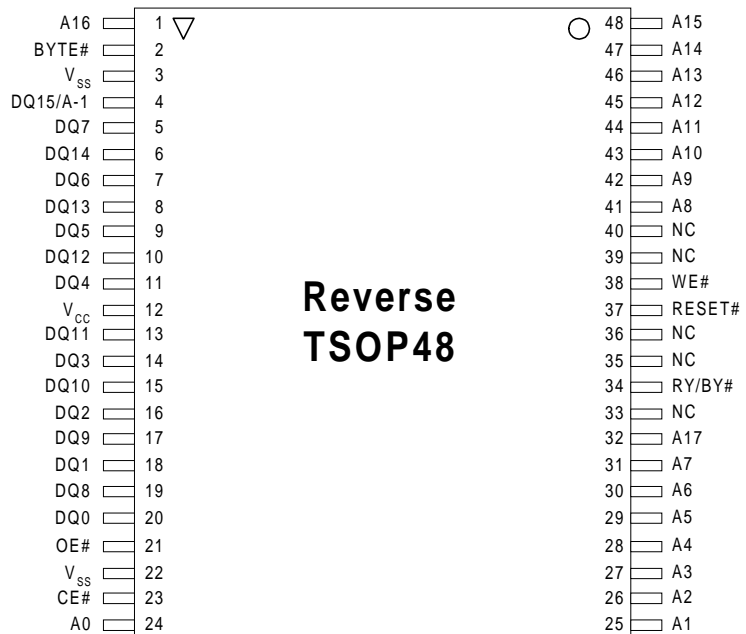 A16 1 48 A15
BYTE# 2 47 A14
VSS 3 46 A13
DQ15/A-1 4 45 A12
DQ7 5 44 A11
DQ14 6 43 A10
DQ6 7 42 A9
DQ13 8 41 A8
DQ5 9 40 NC
DQ12 10 39 NC
DQ4 11 38 WE#
VCC 12 37 RESET#
DQ11 13 36 NC
DQ3 14 35 NC
DQ10 15 34 RY/BY#
DQ2 16 33 NC
DQ9 17 32 A17
DQ1 18 31 A7
DQ8 19 30 A6
DQ0 20 29 A5
OE# 21 28 A4
VSS 22 27 A3
CE# 23 26 A2
A0 24 25 A1
Reverse
TSOP48